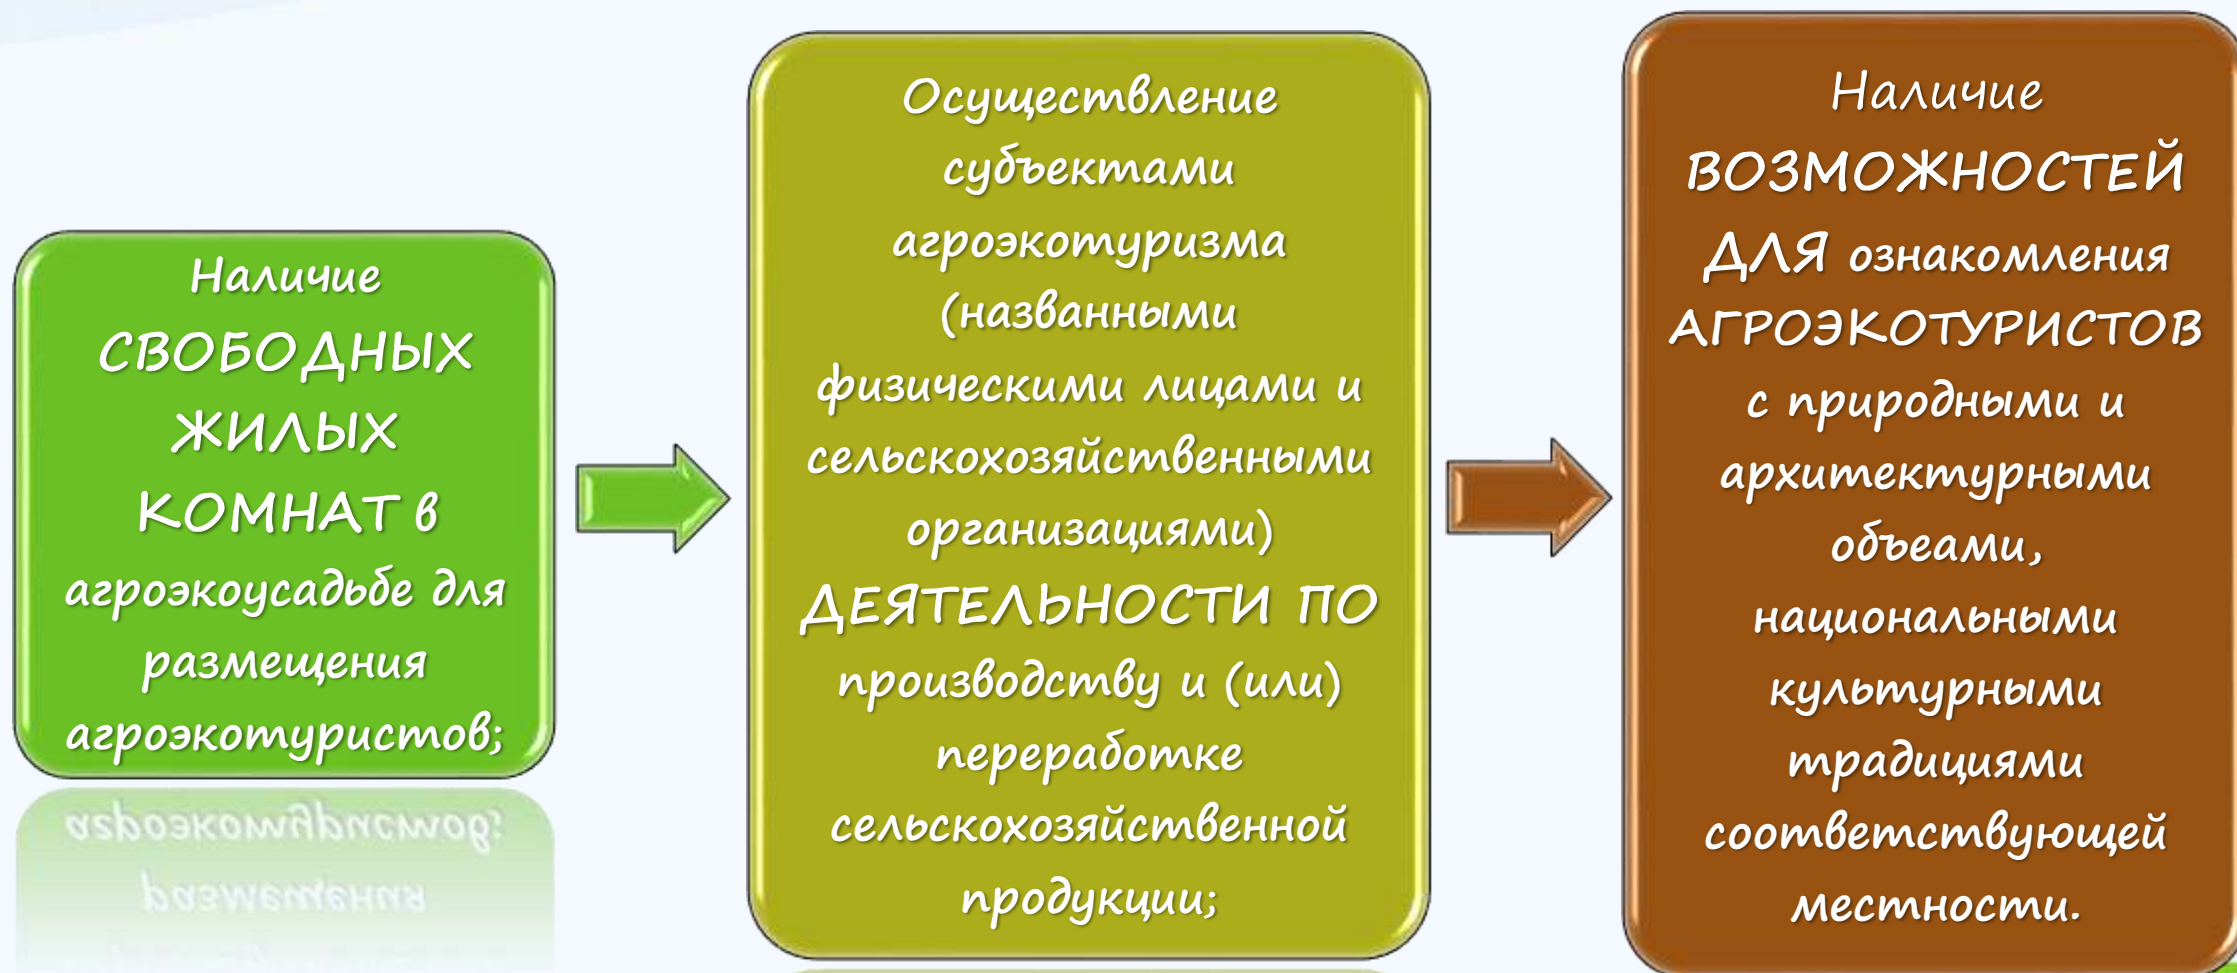 Наличие
СВОБОДНЫХ
ЖИЛЫХ
КОМНАТ в
агроэкоусадьбе для
размещения
агроэкотуристов;
Осуществление
субъектами
агроэкотуризма
(названными
физическими лицами и
сельскохозяйственными
организациями)
ДЕЯТЕЛЬНОСТИ ПО
производству и (или)
переработке
сельскохозяйственной
продукции;
Наличие
ВОЗМОЖНОСТЕЙ
ДЛЯ ознакомления
АГРОЭКОТУРИСТОВ
с природными и
архитектурными
объеами,
национальными
культурными
традициями
соответствующей
местности.